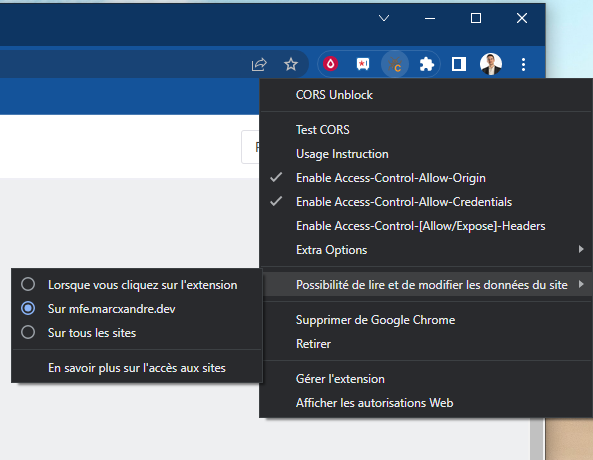 CORS Unblock
Test CORS
Usage Instruction
Enable Access-Control-Allow-Origin
Enable Access-Control-Allow-Credentials
Enable Access-Control-[Allow/Expose]-Headers
Extra Options
Possibilité de lire et de modifier les données du site
Lorsque vous cliquez sur l'extension
Sur mfe.marcxandre.dev
Sur tous les sites
En savoir plus sur l'accès aux sites
Supprimer de Google Chrome
Retirer
Gérer l'extension
Afficher les autorisations Web